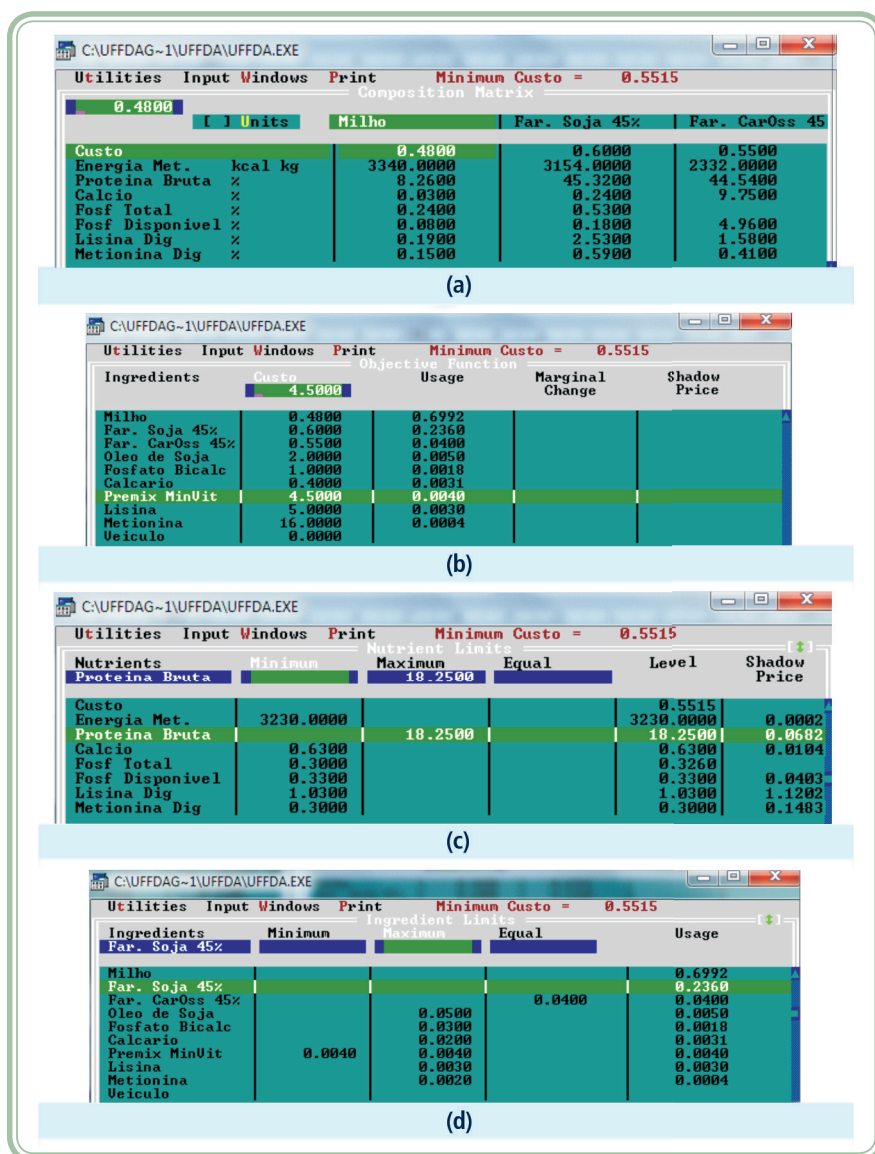 C:\UFFDAG~1\UFFDA\UFFDA.EXE
Utilities Input Windows Print Minimum Custo = 0.5515
Composition Matrix
0.4800
[ ] Units Milho Far. Soja 45% Far. CarOss 45
Custo 0.4800 0.6000 0.5500
Energia Met. kcal kg 3340.0000 3154.0000 2332.0000
Proteina Bruta % 8.2600 45.3200 44.5400
Calcio % 0.0300 0.2400 9.7500
Fosf Total % 0.2400 0.5300
Fosf Disponivel % 0.0800 0.1800 4.9600
Lisina Dig % 0.1900 2.5300 1.5800
Metionina Dig % 0.1500 0.5900 0.4100
(a)
C:\UFFDAG~1\UFFDA\UFFDA.EXE
Utilities Input Windows Print Minimum Custo = 0.5515
Objective Function
Ingredients Custo Usage Marginal Shadow
4.5000 Change Price
Milho 0.4800 0.6992
Far. Soja 45% 0.6000 0.2360
Far. CarOss 45% 0.5500 0.0400
Oleo de Soja 2.0000 0.0050
Fosfato Bicalc 1.0000 0.0018
Calcario 0.4000 0.0031
Premix MinVit 4.5000 0.0040
Lisina 5.0000 0.0030
Metionina 16.0000 0.0004
Veiculo 0.0000
(b)
C:\UFFDAG~1\UFFDA\UFFDA.EXE
Utilities Input Windows Print Minimum Custo = 0.5515
Nutrient Limits
Nutrients Minimum Maximum Equal Level Shadow
Proteina Bruta 18.2500 Price
Custo 0.5515
Energia Met. 3230.0000 3230.0000 0.0002
Proteina Bruta 18.2500 18.2500 0.0682
Calcio 0.6300 0.6300 0.0104
Fosf Total 0.3000 0.3260
Fosf Disponivel 0.3300 0.3300 0.0403
Lisina Dig 1.0300 1.0300 1.1202
Metionina Dig 0.3000 0.3000 0.1483
(c)
C:\UFFDAG~1\UFFDA\UFFDA.EXE
Utilities Input Windows Print Minimum Custo = 0.5515
Ingredient Limits
Ingredients Minimum Maximum Equal Usage
Far. Soja 45%
Milho 0.6992
Far. Soja 45% 0.2360
Far. CarOss 45% 0.0400 0.0400
Oleo de Soja 0.0500 0.0050
Fosfato Bicalc 0.0300 0.0018
Calcario 0.0200 0.0031
Premix MinVit 0.0040 0.0040 0.0040
Lisina 0.0030 0.0030
Metionina 0.0020 0.0004
Veiculo
(d)